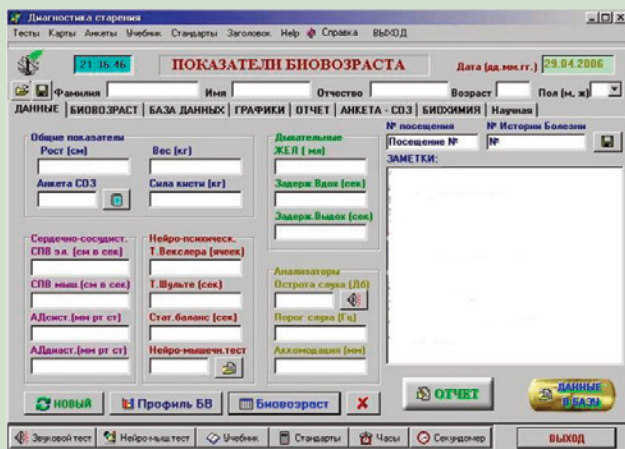 Диагностика старения
Тесты Карты Анкеты Учебник Стандарты Заголовок Help Справка ВЫХОД
21:36:46 ПОКАЗАТЕЛИ БИОВОЗРАСТА Дата (дд.мм.гг.) 29.04.2006
Фамилия Имя Отчество Возраст Пол (м, ж)
ДАННЫЕ БИОВОЗРАСТ БАЗА ДАННЫХ ГРАФИКИ ОТЧЕТ АНКЕТА - СОЗ БИОХИМИЯ Научная
Общие показатели
Рост (см) Вес (кг)
Анкета СОЗ Сила кисти (кг)
Дыхательные
ЖЕЛ ( мл)
Задерж.Вдох (сек)
Задерж.Выдох (сек)
№ посещения № Истории Болезни
Посещение № №
ЗАМЕТКИ:
Сердечно-сосудист.
СПВ эл. (см в сек)
СПВ мыш.(см в сек)
АДсист.(мм рт ст)
АДдиаст.(мм рт ст)
Нейро-психическ.
Т.Векслера (ячеек)
Т.Шульте (сек)
Стат.баланс (сек)
Нейро-мышечн.тест
Анализаторы
Острота слуха (Дб)
Порог слуха (Гц)
Аккомодация (мм)
НОВЫЙ Профиль БВ Биовозраст
ОТЧЕТ
ДАННЫЕ
В БАЗУ
Звуковой тест Нейро-мыш тест Учебник Стандарты Часы Секундомер ВЫХОД